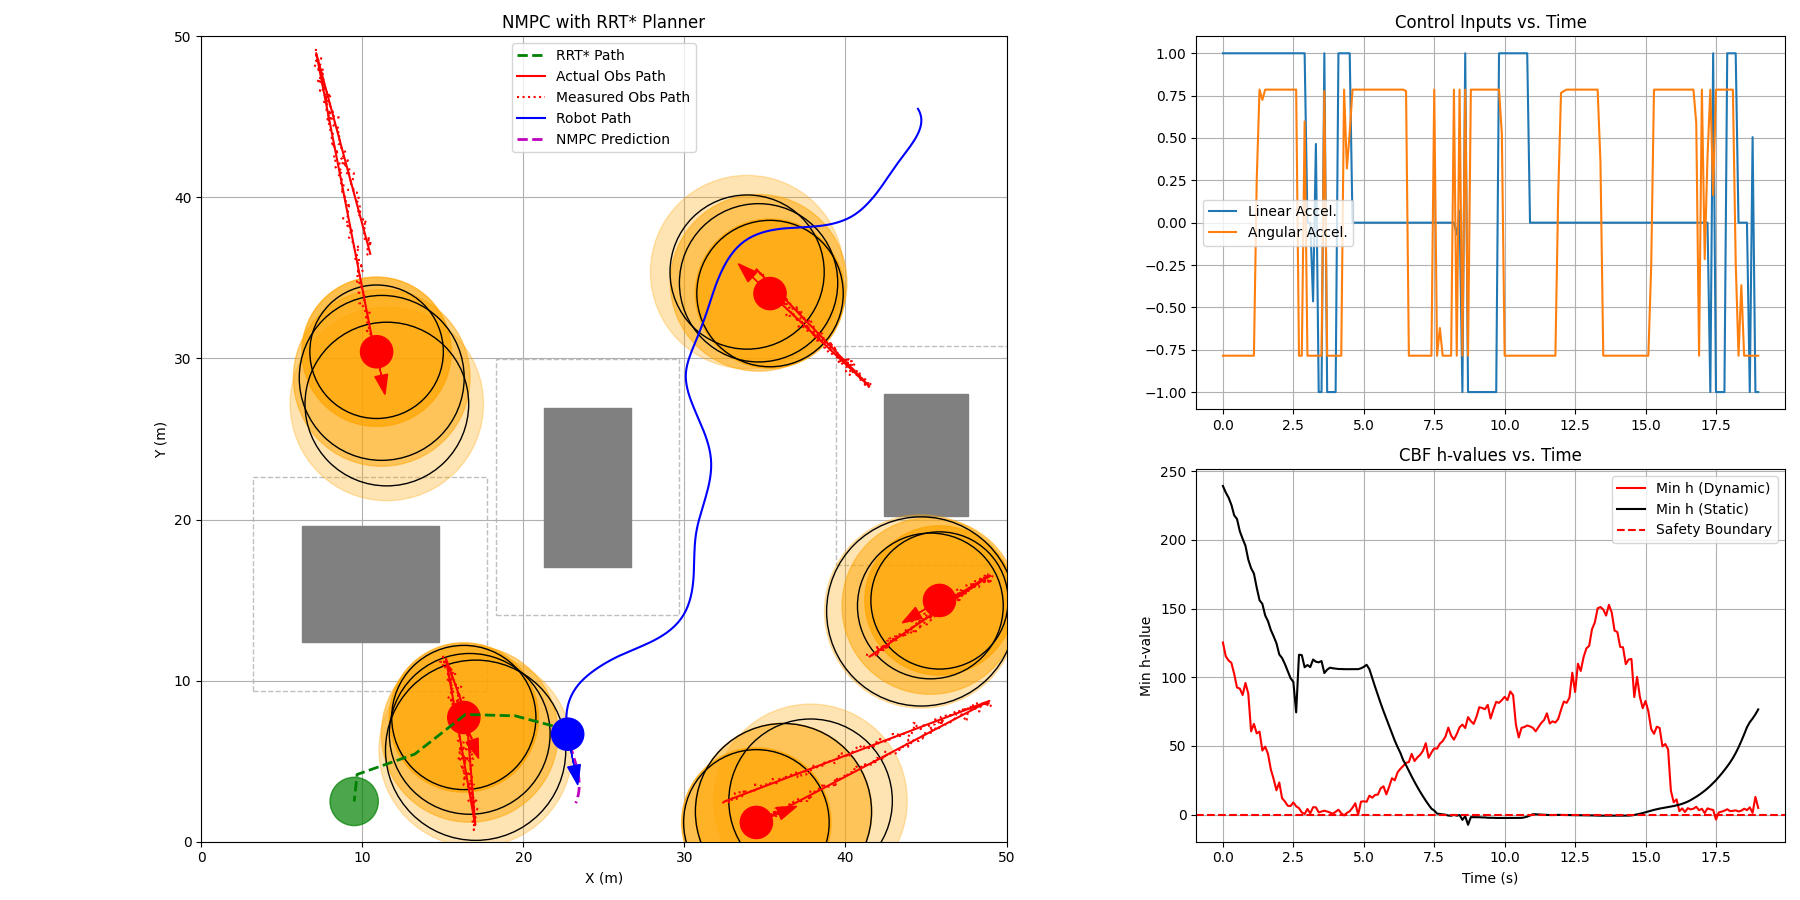 NMPC with RRT* Planner
50
40
30
20
10
0
Y (m)
0 10 20 30 40 50
X (m)
RRT* Path
Actual Obs Path
Measured Obs Path
Robot Path
NMPC Prediction
Control Inputs vs. Time
1.00
0.75
0.50
0.25
0.00
−0.25
−0.50
−0.75
−1.00
Linear Accel.
Angular Accel.
0.0 2.5 5.0 7.5 10.0 12.5 15.0 17.5
CBF h-values vs. Time
250
200
150
100
50
0
Min h-value
Min h (Dynamic)
Min h (Static)
Safety Boundary
0.0 2.5 5.0 7.5 10.0 12.5 15.0 17.5
Time (s)